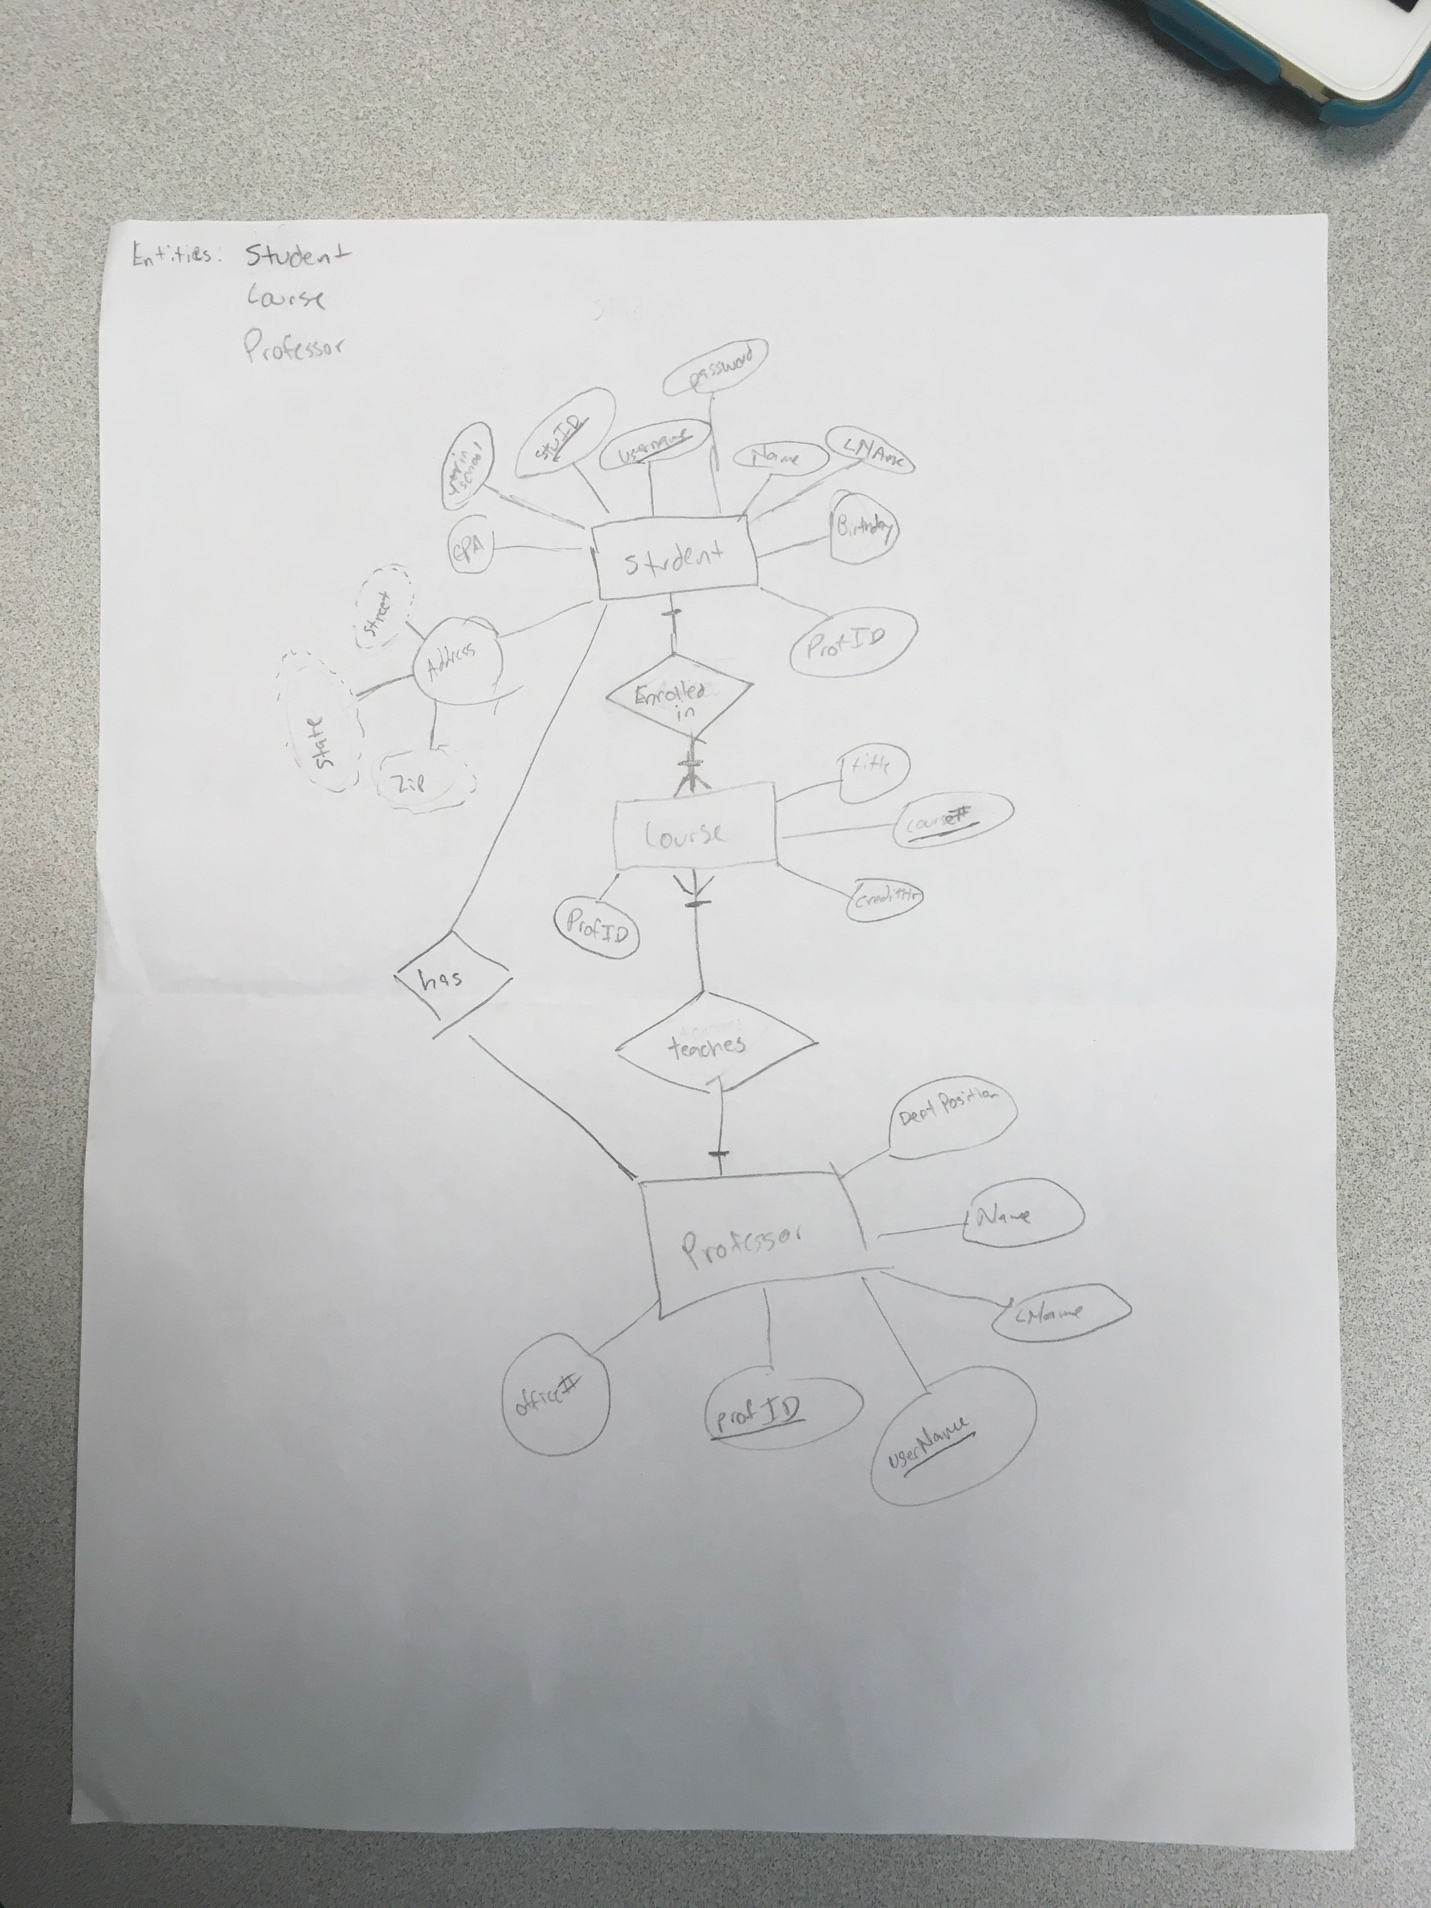 Entities: Student
Course
Professor
password
year in
school
StuID
username
Name
LName
GPA
Student
Birthday
Street
Address
ProfID
State
Zip
Enrolled
in
title
Course
course#
creditHr
ProfID
has
teaches
Dept Position
Name
Professor
LName
office#
profID
userName